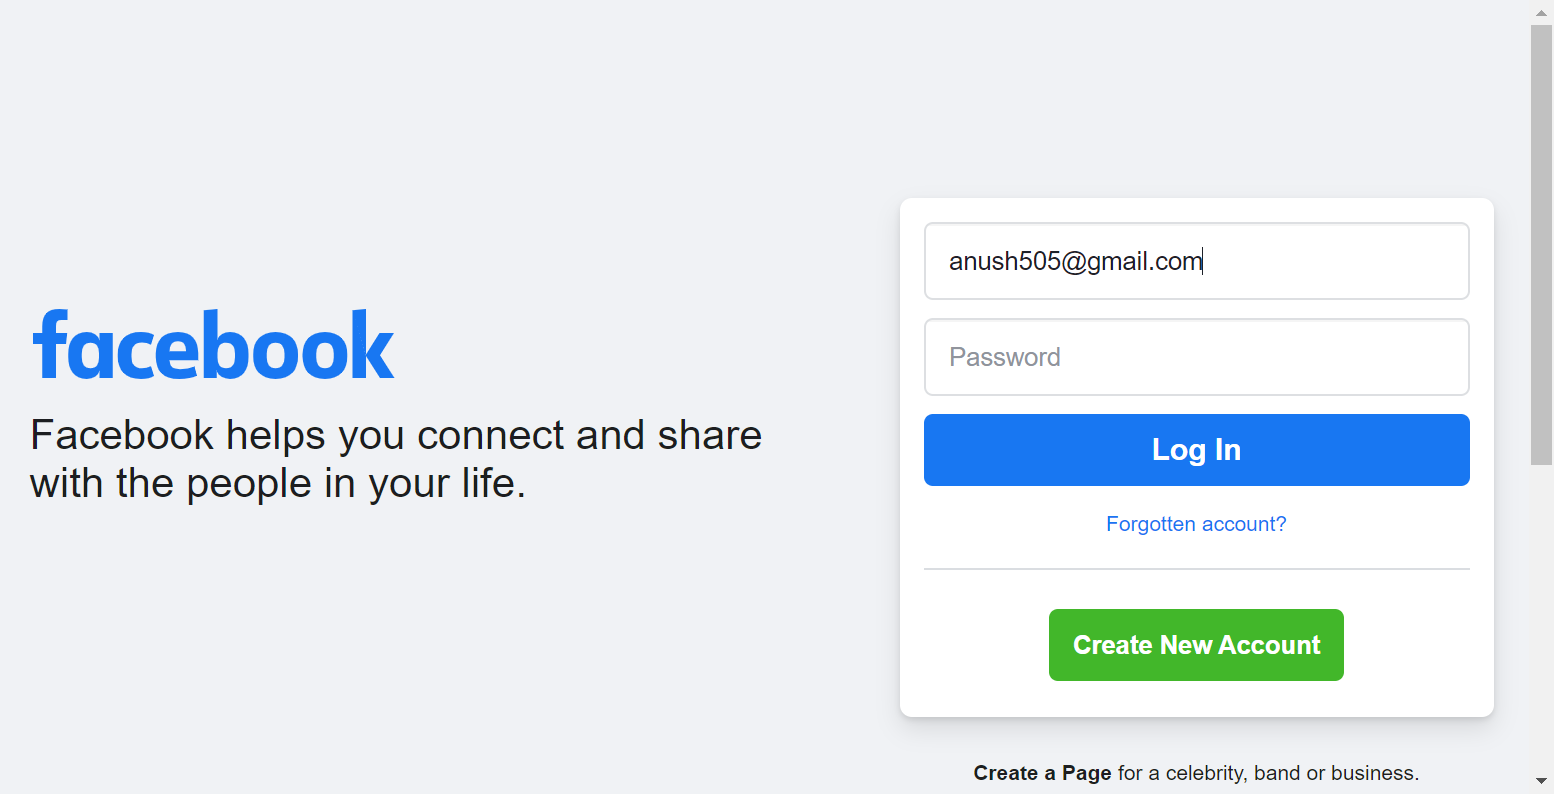 facebook
Facebook helps you connect and share
with the people in your life.
anush505@gmail.com
Password
Log In
Forgotten account?
Create New Account
Create a Page for a celebrity, band or business.